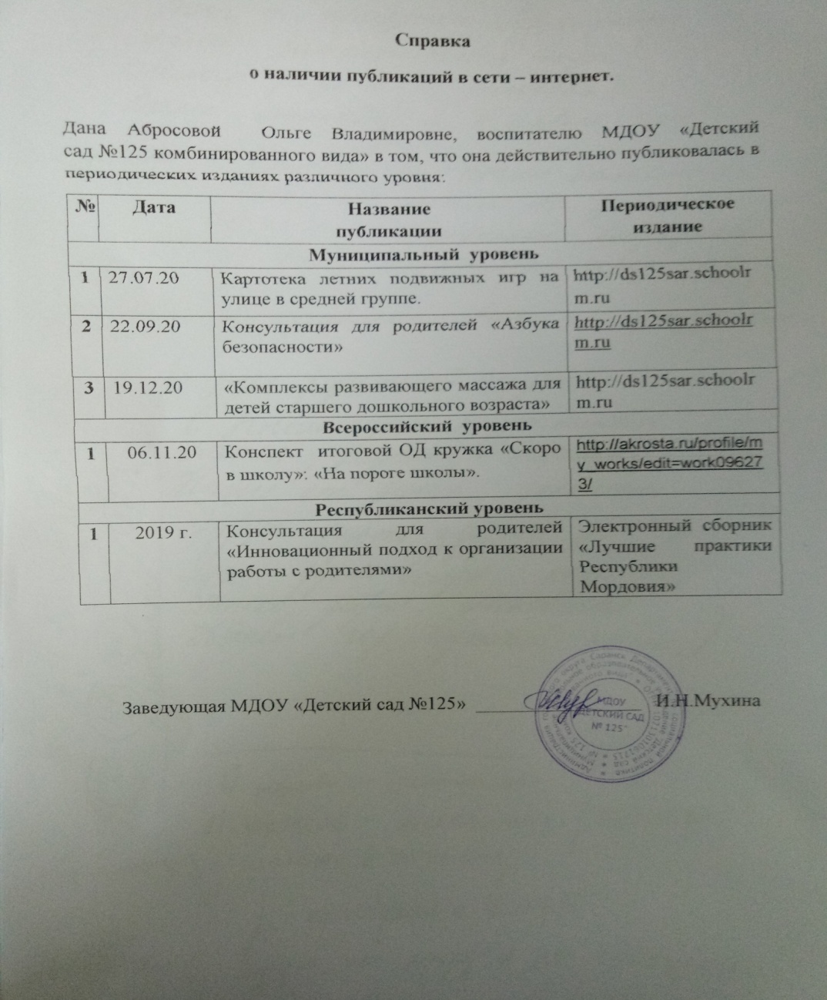 Справка
о наличии публикаций в сети – интернет.
Дана Абросовой Ольге Владимировне, воспитателю МДОУ «Детский
сад №125 комбинированного вида» в том, что она действительно публиковалась в
периодических изданиях различного уровня:
№ Дата Название Периодическое
публикации издание
Муниципальный уровень
1 27.07.20 Картотека летних подвижных игр на http://ds125sar.schoolr
улице в средней группе. m.ru
2 22.09.20 Консультация для родителей «Азбука http://ds125sar.schoolr
безопасности» m.ru
3 19.12.20 «Комплексы развивающего массажа для http://ds125sar.schoolr
детей старшего дошкольного возраста» m.ru
Всероссийский уровень
1 06.11.20 Конспект итоговой ОД кружка «Скоро http://akrosta.ru/profile/m
в школу»: «На пороге школы». y_works/edit=work09627
3/
Республиканский уровень
1 2019 г. Консультация для родителей Электронный сборник
«Инновационный подход к организации «Лучшие практики
работы с родителями» Республики
Мордовия»
Заведующая МДОУ «Детский сад №125» И.Н.Мухина
МДОУ
"ДЕТСКИЙ САД
№ 125"